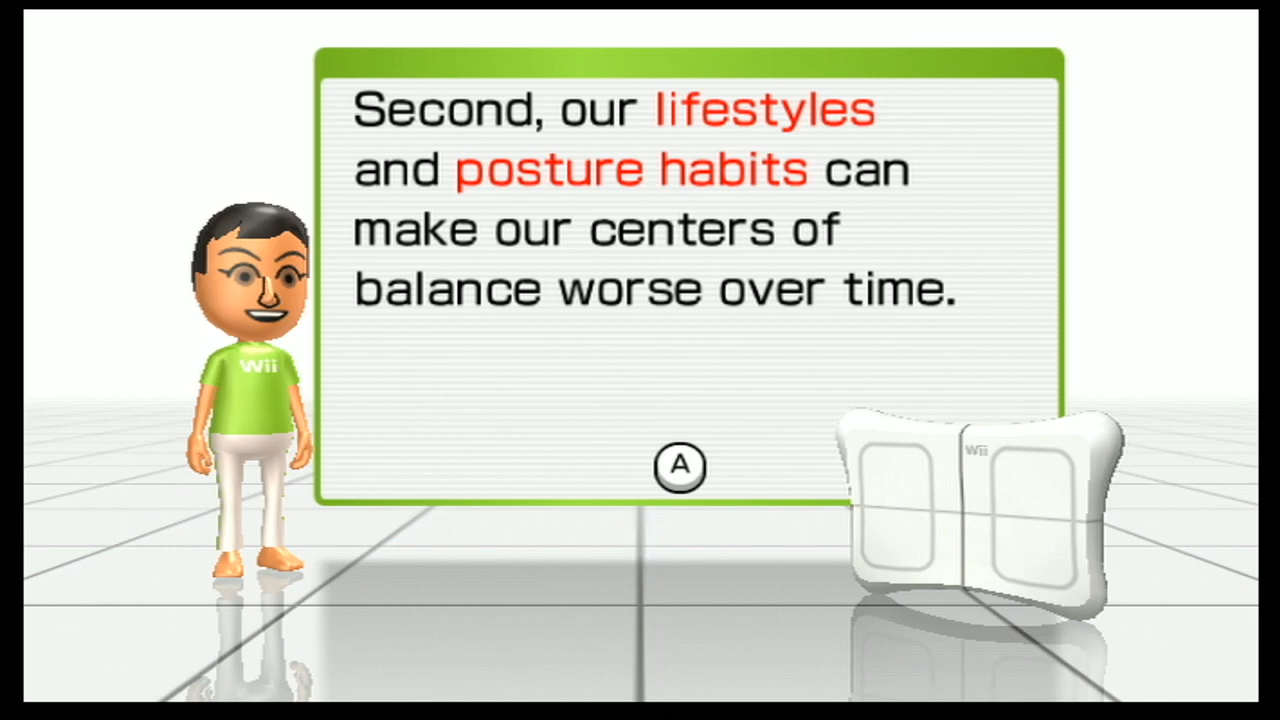 Second, our lifestyles
and posture habits can
make our centers of
balance worse over time.
Wii
Wii
A